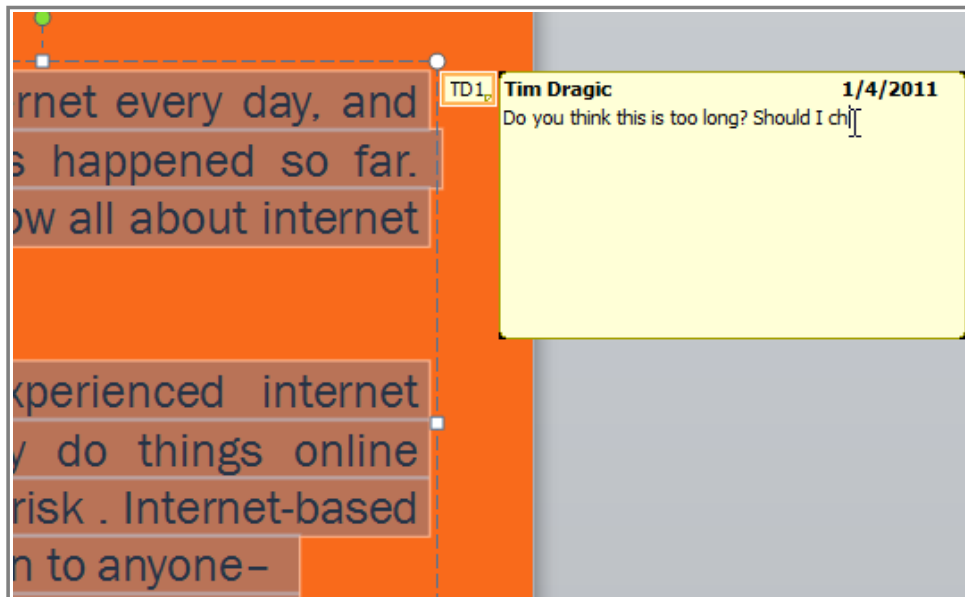 rnet every day, and
s happened so far.
ow all about internet
xperienced internet
y do things online
risk . Internet-based
n to anyone–
TD1
Tim Dragic 1/4/2011
Do you think this is too long? Should I ch